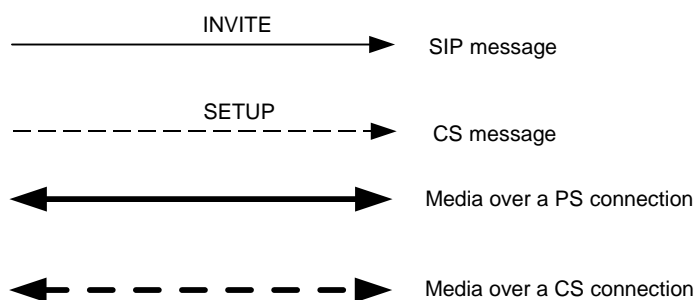 INVITE
SIP message
SETUP
CS message
Media over a PS connection
Media over a CS connection